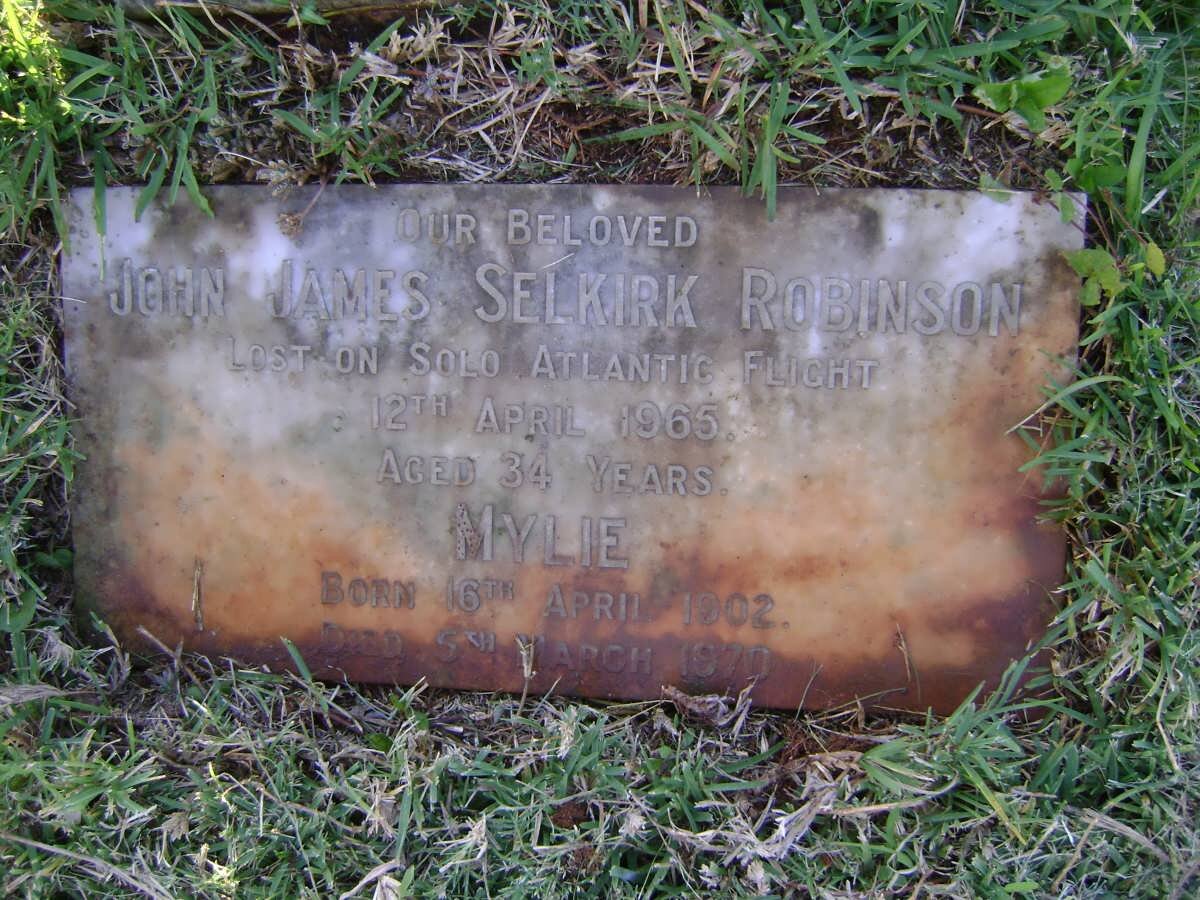 OUR BELOVED
JOHN JAMES SELKIRK ROBINSON
LOST ON SOLO ATLANTIC FLIGHT
12TH APRIL 1965.
AGED 34 YEARS.
MYLIE
BORN 16TH APRIL 1902.
DIED 5TH MARCH 1970